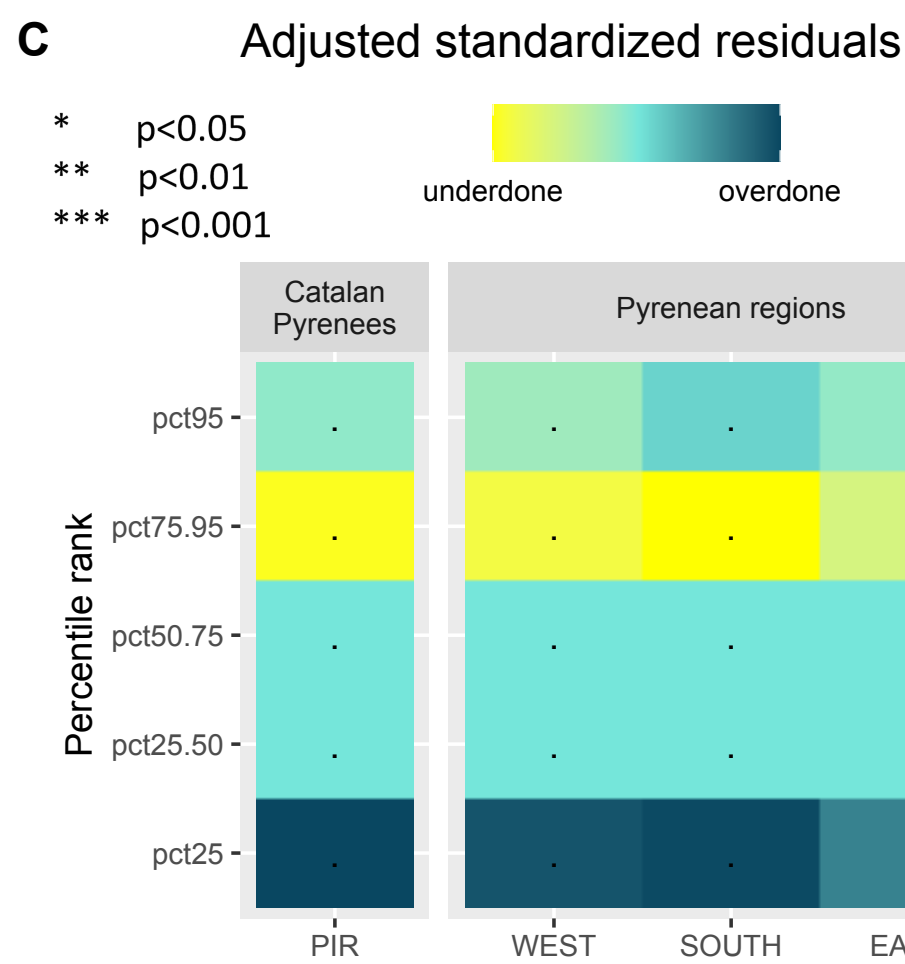 C
Adjusted standardized residuals
* p<0.05
** p<0.01
*** p<0.001
underdone overdone
Catalan
Pyrenees
Pyrenean regions
pct95
pct75.95
pct50.75
pct25.50
pct25
Percentile rank
PIR WEST SOUTH EA